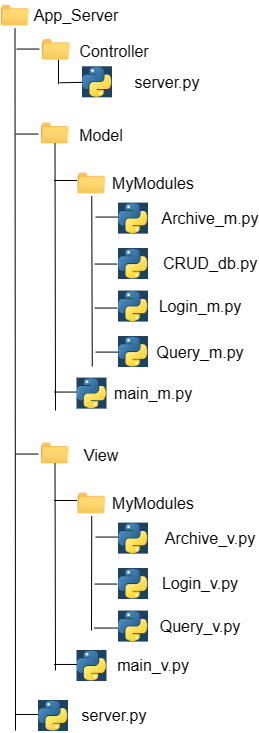 App_Server
Controller
server.py
Model
MyModules
Archive_m.py
CRUD_db.py
Login_m.py
Query_m.py
main_m.py
View
MyModules
Archive_v.py
Login_v.py
Query_v.py
main_v.py
server.py